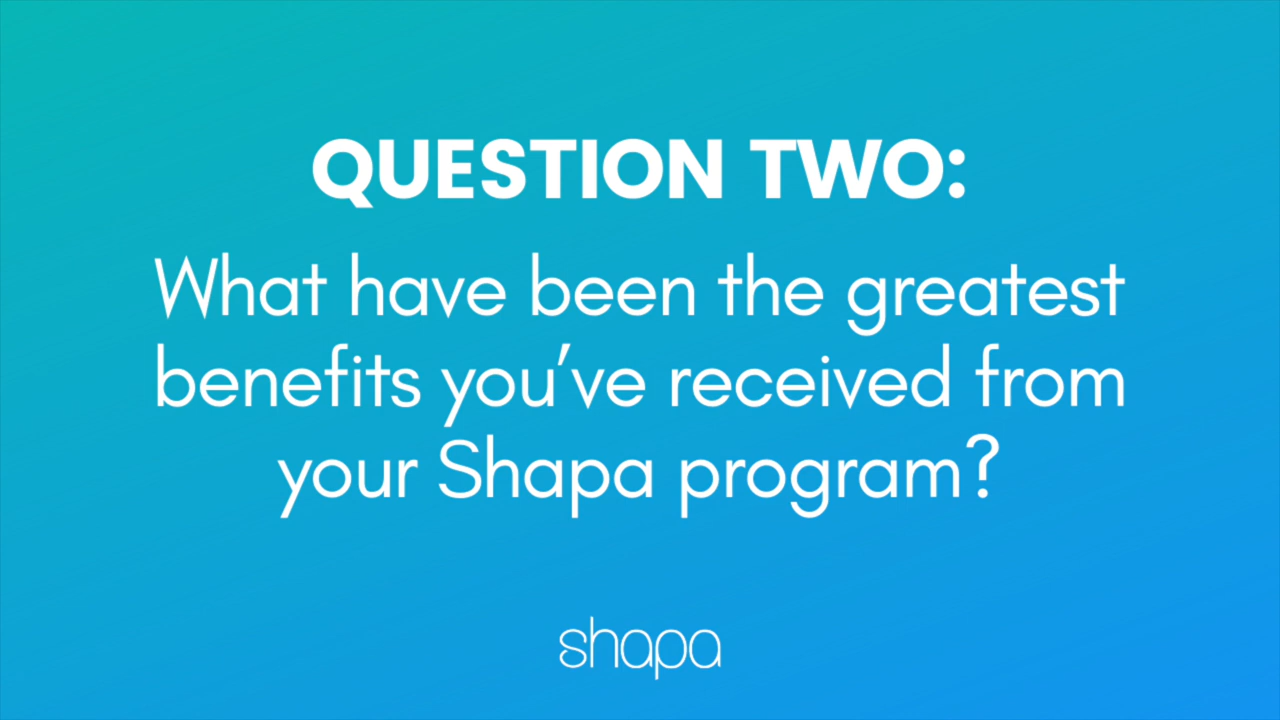 QUESTION TWO:
What have been the greatest
benefits you’ve received from
your Shapa program?
shapa